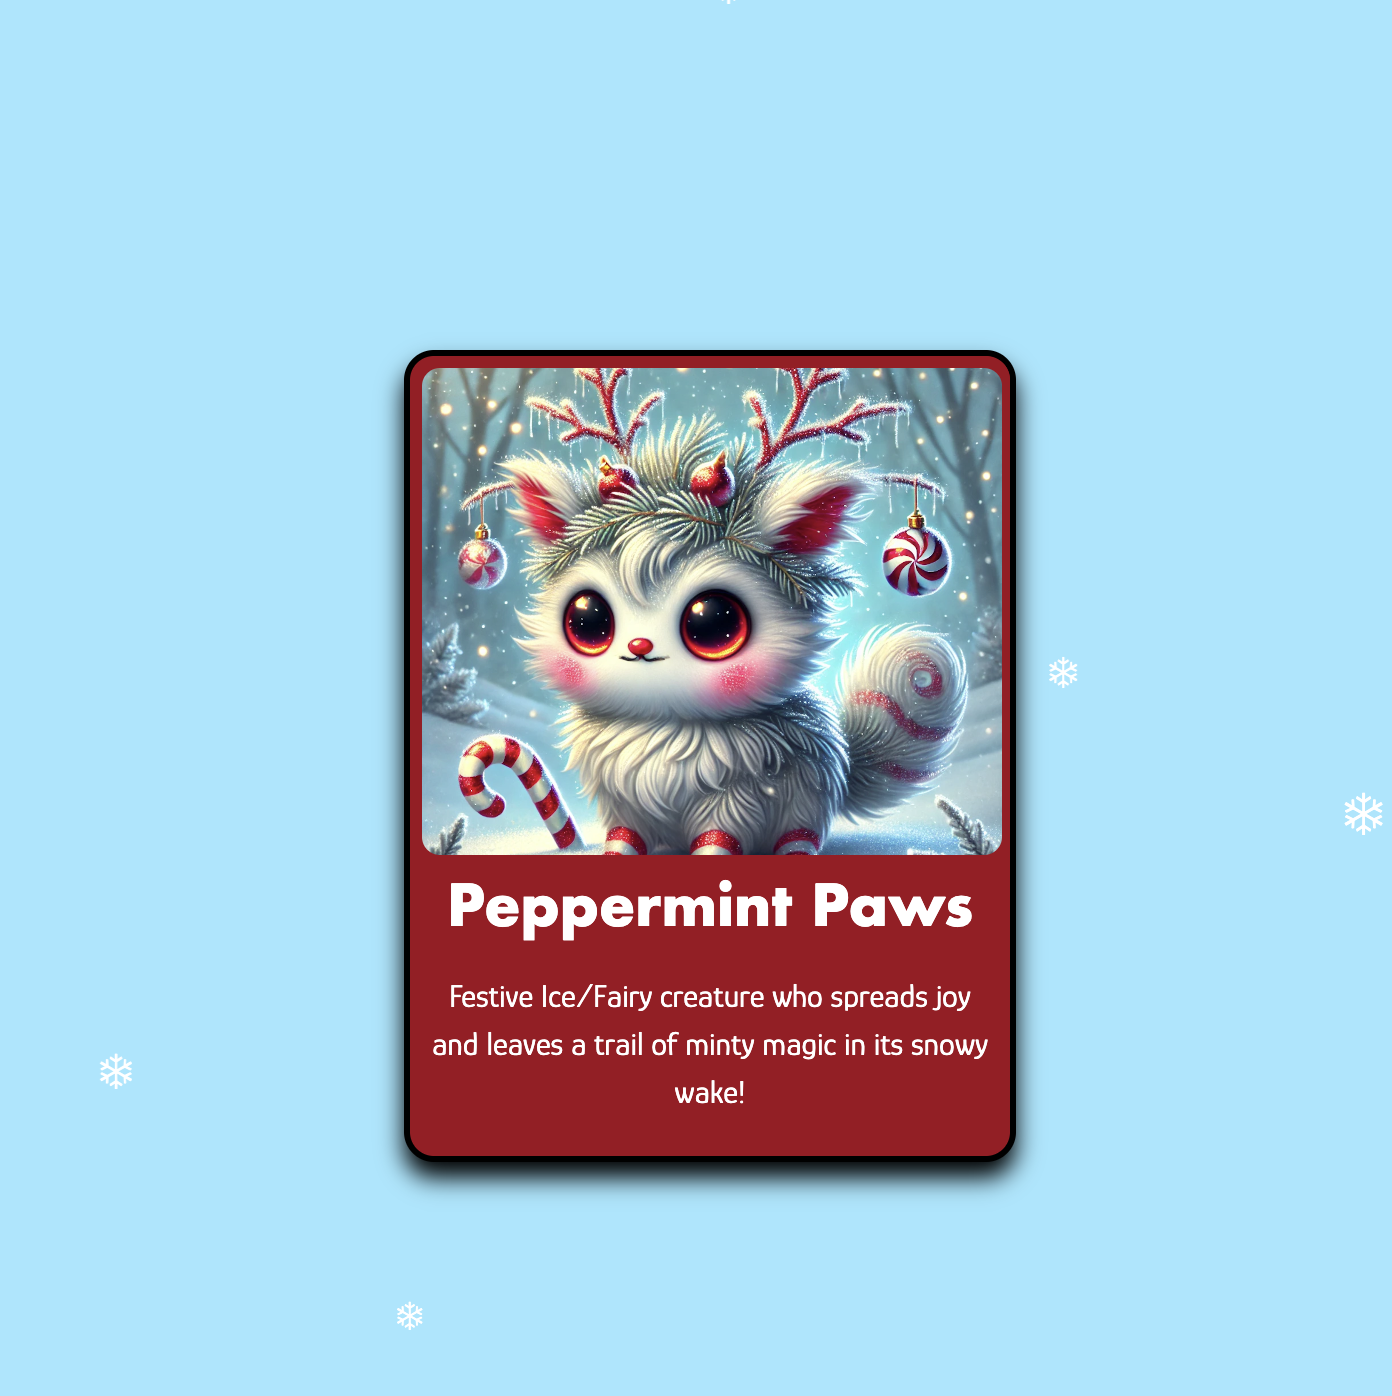 Peppermint Paws
Festive Ice/Fairy creature who spreads joy
and leaves a trail of minty magic in its snowy
wake!